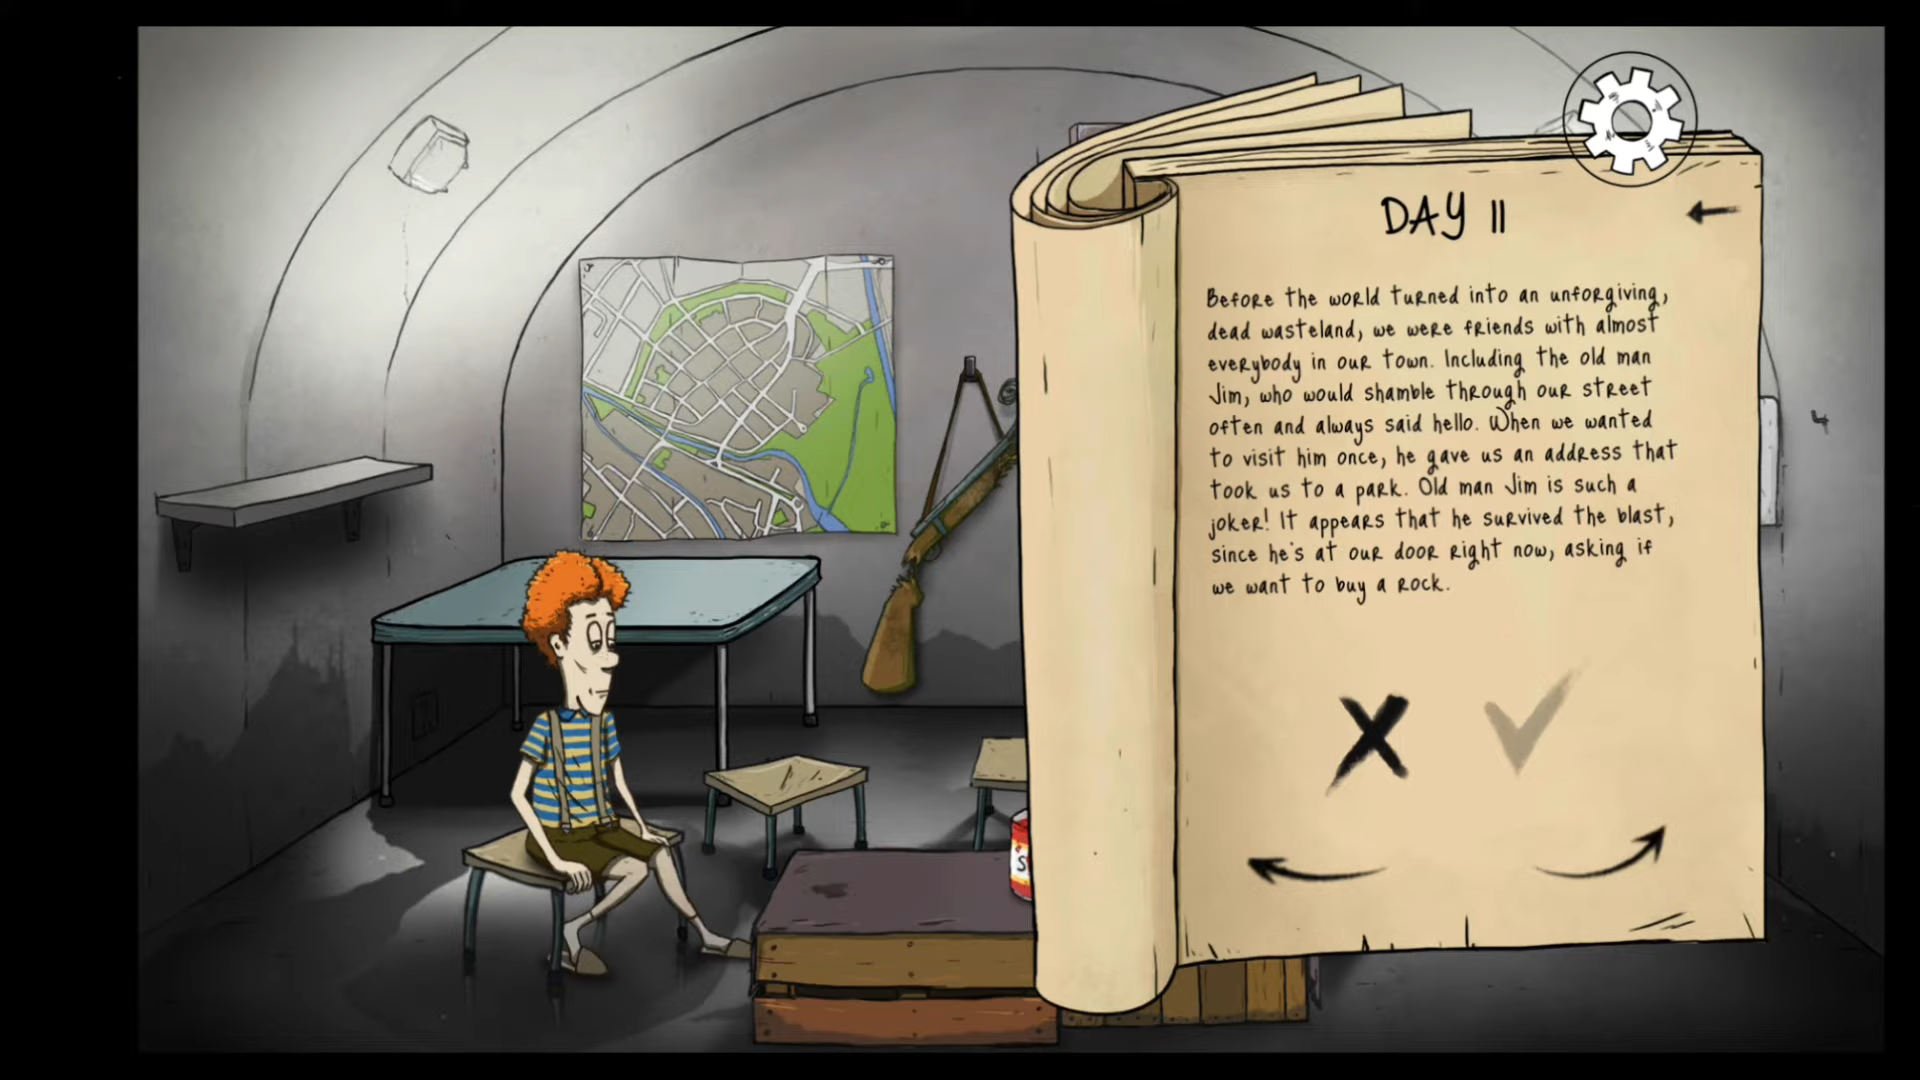 DAY 11
Before the world turned into an unforgiving,
dead wasteland, we were friends with almost
everybody in our town. Including the old man
Jim, who would shamble through our street
often and always said hello. When we wanted
to visit him once, he gave us an address that
took us to a park. Old man Jim is such a
joker! It appears that he survived the blast,
since he's at our door right now, asking if
we want to buy a rock.
S